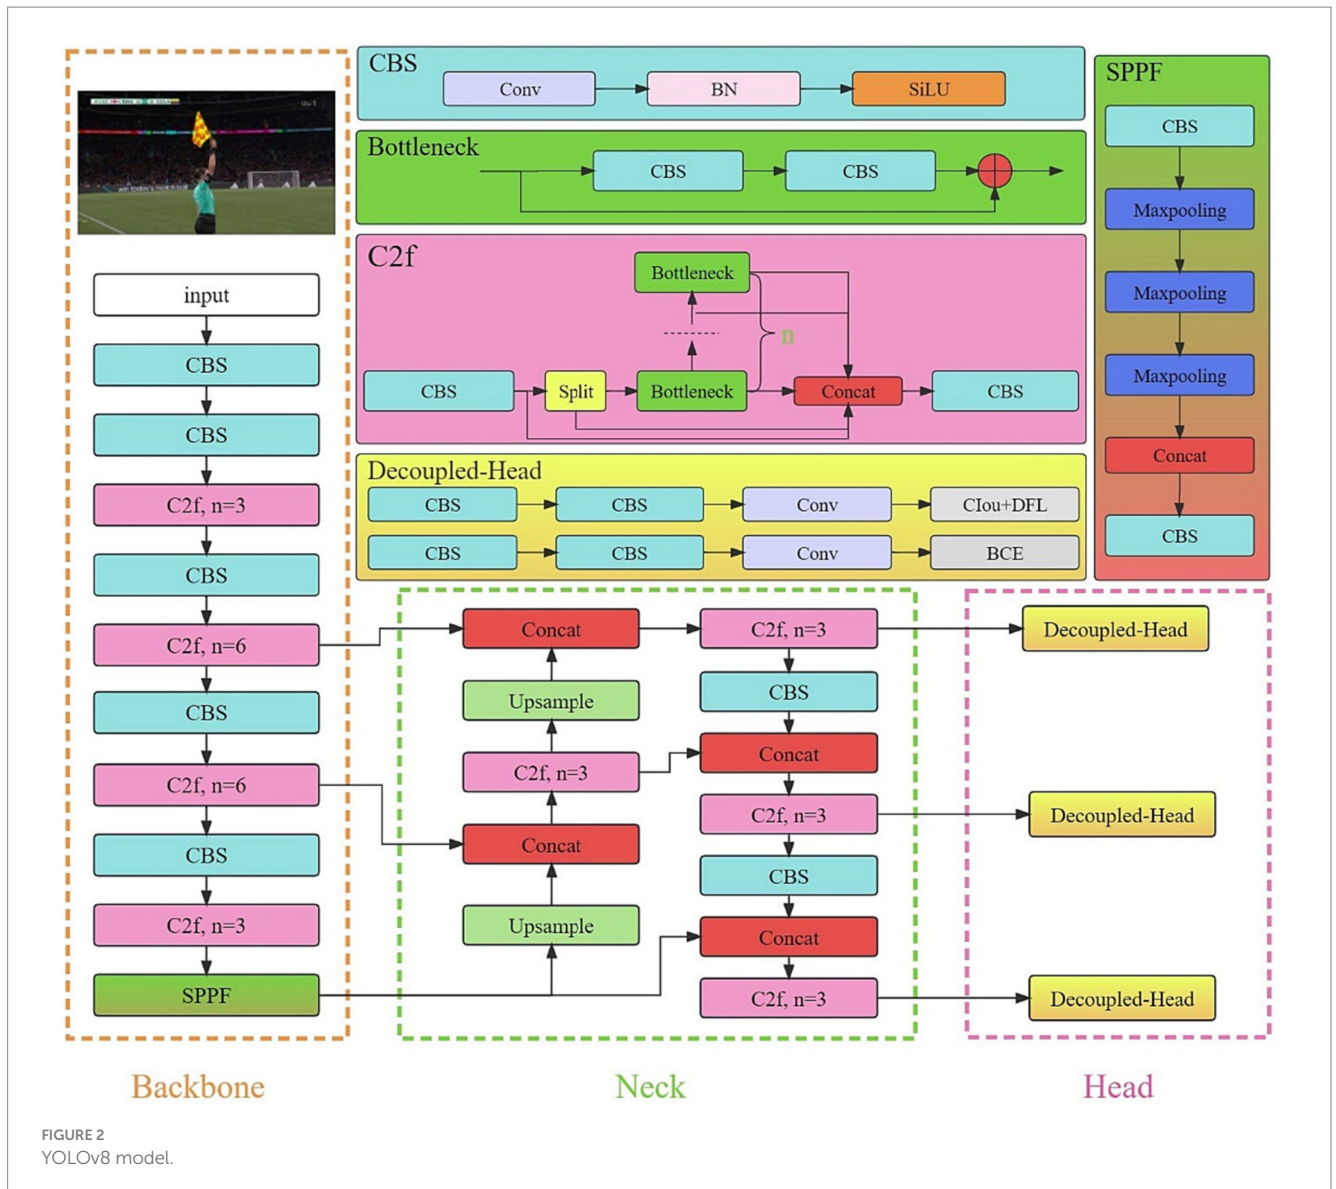 CBS
Conv
BN
SiLU
SPPF
CBS
Maxpooling
Maxpooling
Maxpooling
Concat
CBS
Bottleneck
CBS
CBS
C2f
Bottleneck
n
CBS
Split
Bottleneck
Concat
CBS
Decoupled-Head
CBS
CBS
Conv
CIou+DFL
CBS
CBS
Conv
BCE
win today's match ball
input
CBS
CBS
C2f, n=3
CBS
C2f, n=6
CBS
C2f, n=6
CBS
C2f, n=3
SPPF
Concat
Upsample
C2f, n=3
Concat
Upsample
C2f, n=3
CBS
Concat
C2f, n=3
CBS
Concat
C2f, n=3
Decoupled-Head
Decoupled-Head
Decoupled-Head
Backbone
Neck
Head
FIGURE 2
YOLOv8 model.